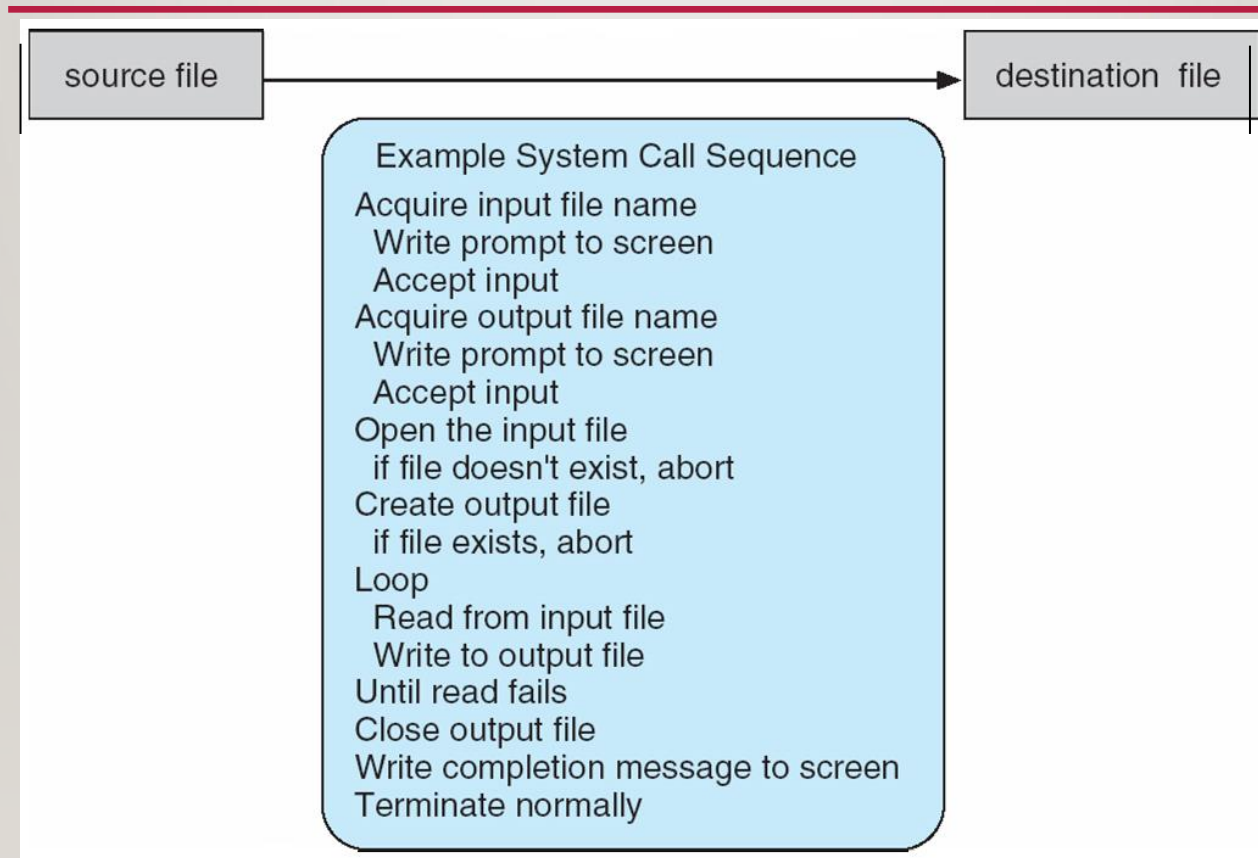 source file
destination file
Example System Call Sequence
Acquire input file name
Write prompt to screen
Accept input
Acquire output file name
Write prompt to screen
Accept input
Open the input file
if file doesn't exist, abort
Create output file
if file exists, abort
Loop
Read from input file
Write to output file
Until read fails
Close output file
Write completion message to screen
Terminate normally